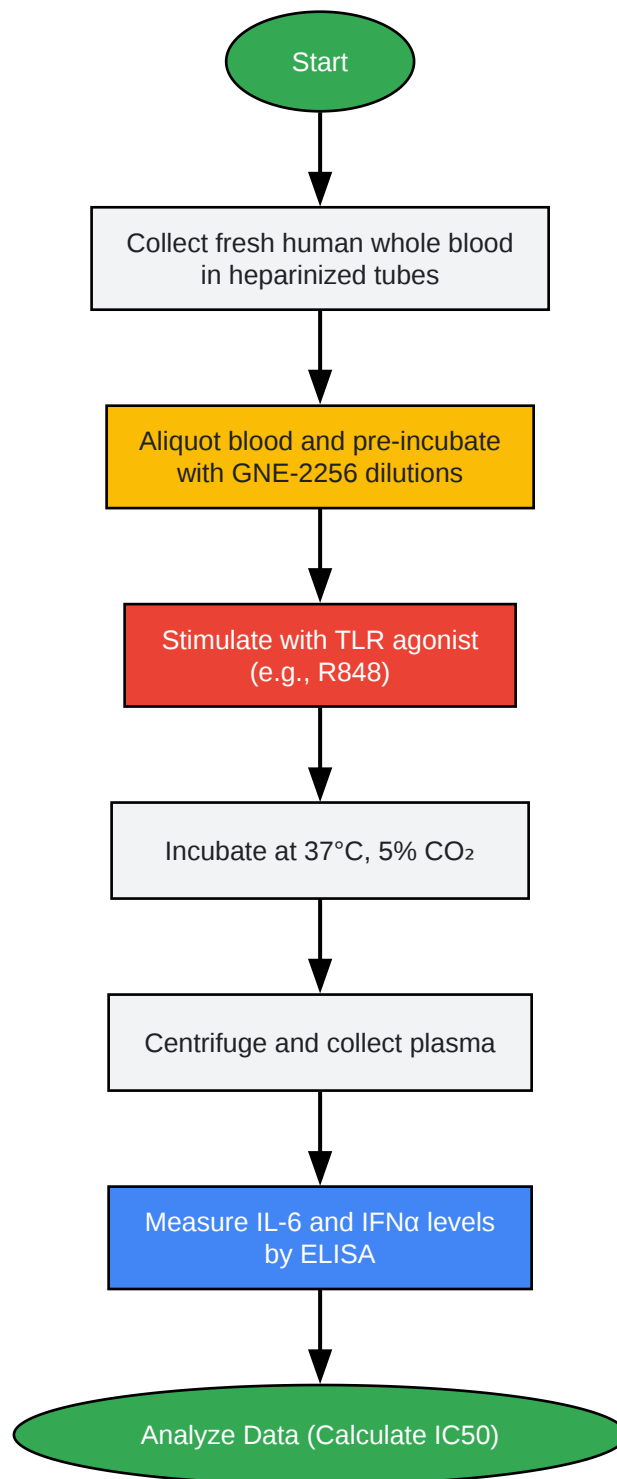 Start
Collect fresh human whole blood
in heparinized tubes
Aliquot blood and pre-incubate
with GNE-2256 dilutions
Stimulate with TLR agonist
(e.g., R848)
Incubate at 37°C, 5% CO₂
Centrifuge and collect plasma
Measure IL-6 and IFNα levels
by ELISA
Analyze Data (Calculate IC50)